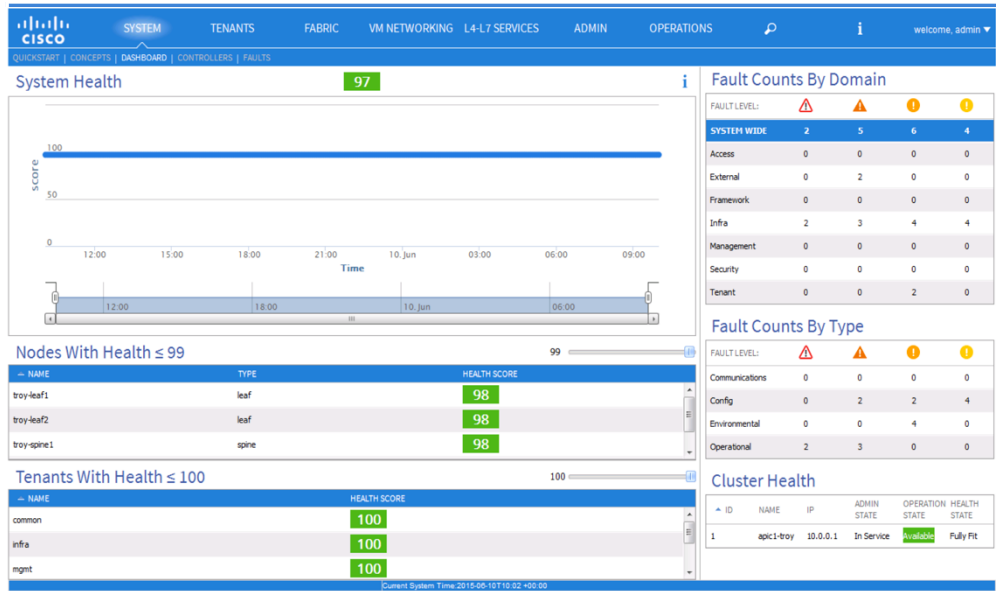 CISCO
SYSTEM TENANTS FABRIC VM NETWORKING L4-L7 SERVICES ADMIN OPERATIONS i welcome, admin
QUICKSTART | CONCEPTS | DASHBOARD | CONTROLLERS | FAULTS
System Health 97 i
score
100
50
0
12:00 15:00 18:00 21:00 10. Jun 03:00 06:00 09:00
Time
12:00 18:00 10. Jun 06:00
Nodes With Health ≤ 99 99
NAME TYPE HEALTH SCORE
troy-leaf1 leaf 98
troy-leaf2 leaf 98
troy-spine1 spine 98
Tenants With Health ≤ 100 100
NAME HEALTH SCORE
common 100
infra 100
mgmt 100
Fault Counts By Domain
FAULT LEVEL:
SYSTEM WIDE 2 5 6 4
Access 0 0 0 0
External 0 2 0 0
Framework 0 0 0 0
Infra 2 3 4 4
Management 0 0 0 0
Security 0 0 0 0
Tenant 0 0 2 0
Fault Counts By Type
FAULT LEVEL:
Communications 0 0 0 0
Config 0 2 2 4
Environmental 0 0 4 0
Operational 2 3 0 0
Cluster Health
ID NAME IP ADMIN STATE OPERATION STATE HEALTH STATE
1 apic1-troy 10.0.0.1 In Service Available Fully Fit
Current System Time:2015-06-10T10:02 +00:00